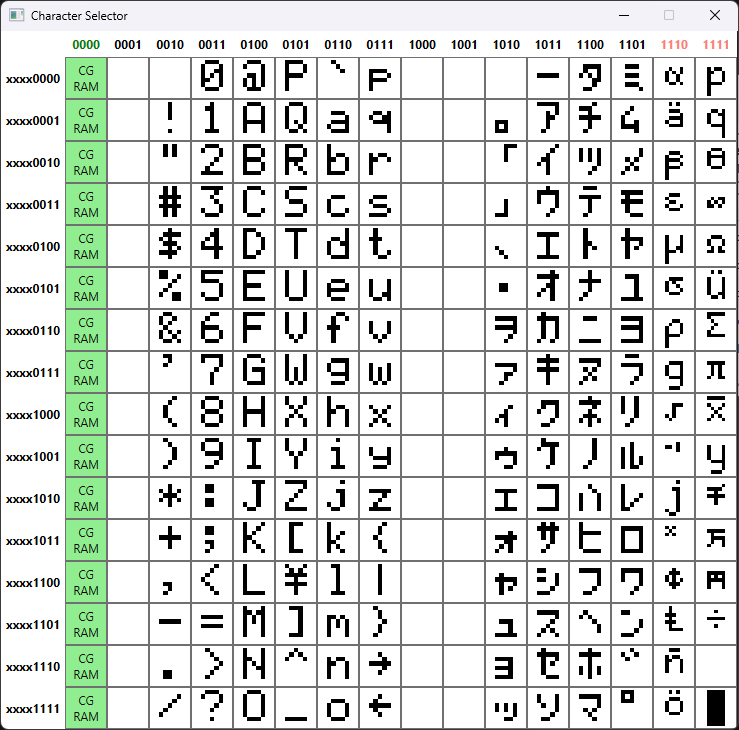 Character Selector
0000 0001 0010 0011 0100 0101 0110 0111 1000 1001 1010 1011 1100 1101 1110 1111
xxxx0000 CG RAM 0 @ P ` p ー タ ミ α p
xxxx0001 CG RAM ! 1 A Q a q 。 ア チ ム ä q
xxxx0010 CG RAM " 2 B R b r 「 イ ツ メ β θ
xxxx0011 CG RAM # 3 C S c s 」 ウ テ モ ε ∞
xxxx0100 CG RAM $ 4 D T d t 、 エ ト ヤ μ Ω
xxxx0101 CG RAM % 5 E U e u ・ オ ナ ユ σ ü
xxxx0110 CG RAM & 6 F V f v ヲ カ ニ ヨ ρ Σ
xxxx0111 CG RAM ' 7 G W g w ァ キ ヌ ラ g π
xxxx1000 CG RAM ( 8 H X h x ィ ク ネ リ √ x̄
xxxx1001 CG RAM ) 9 I Y i y ゥ ケ ノ ル ⁻¹ y
xxxx1010 CG RAM * : J Z j z ェ コ ハ レ j 千
xxxx1011 CG RAM + ; K [ k { ォ サ ヒ ロ ˣ 万
xxxx1100 CG RAM , < L ¥ l | ャ シ フ ワ ¢ 円
xxxx1101 CG RAM - = M ] m } ュ ス ヘ ン £ ÷
xxxx1110 CG RAM . > N ^ n → ョ セ ホ ゛ ñ
xxxx1111 CG RAM / ? O _ o ← ッ ソ マ ゜ ö █